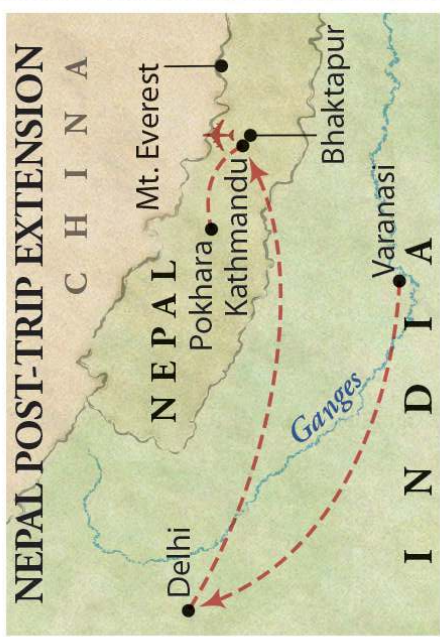 NEPAL POST-TRIP EXTENSION
CHINA
Mt. Everest
NEPAL
Pokhara
Kathmandu
Bhaktapur
Delhi
Ganges
Varanasi
INDIA